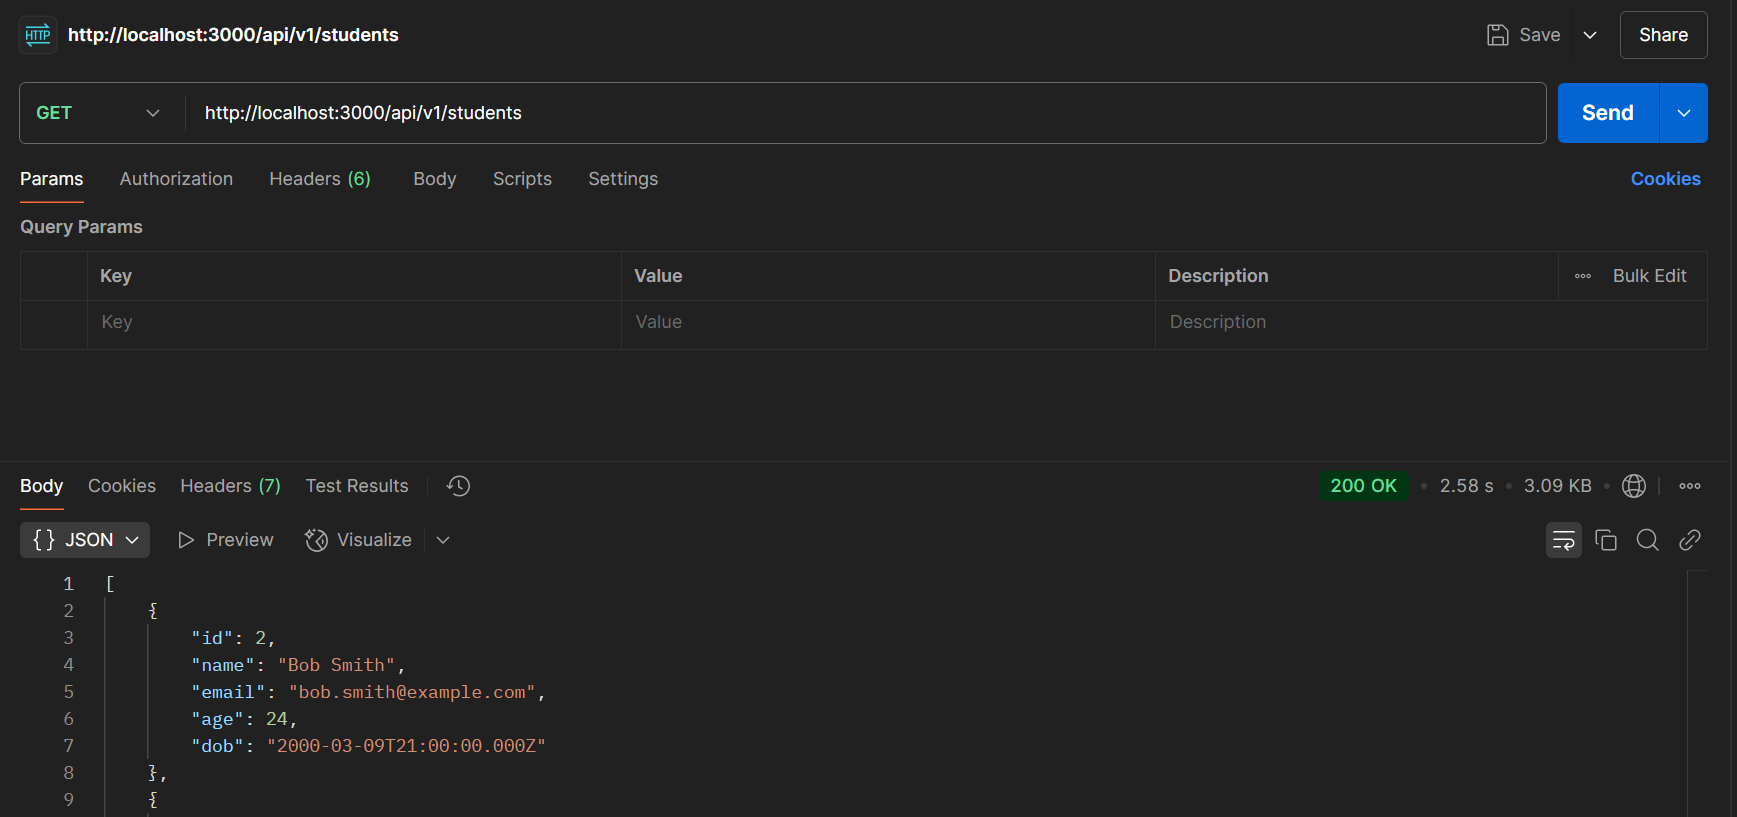 HTTP http://localhost:3000/api/v1/students Save Share
GET http://localhost:3000/api/v1/students Send
Params Authorization Headers (6) Body Scripts Settings Cookies
Query Params
Key Value Description Bulk Edit
Key Value Description
Body Cookies Headers (7) Test Results 200 OK • 2.58 s • 3.09 KB •
{} JSON Preview Visualize
1 [
2 {
3 "id": 2,
4 "name": "Bob Smith",
5 "email": "bob.smith@example.com",
6 "age": 24,
7 "dob": "2000-03-09T21:00:00.000Z"
8 },
9 {